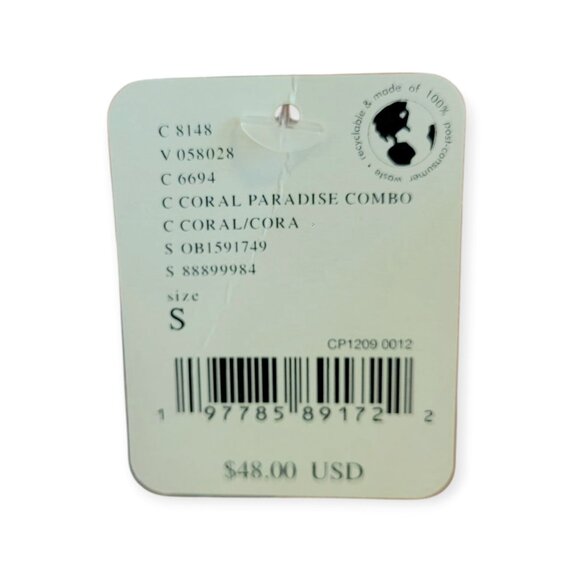 C 8148
V 058028
C 6694
C CORAL PARADISE COMBO
C CORAL/CORA
S OB1591749
S 88899984
size
S
recyclable & made of 100% post-consumer waste •
CP1209 0012
1 97785 89172 2
$48.00 USD